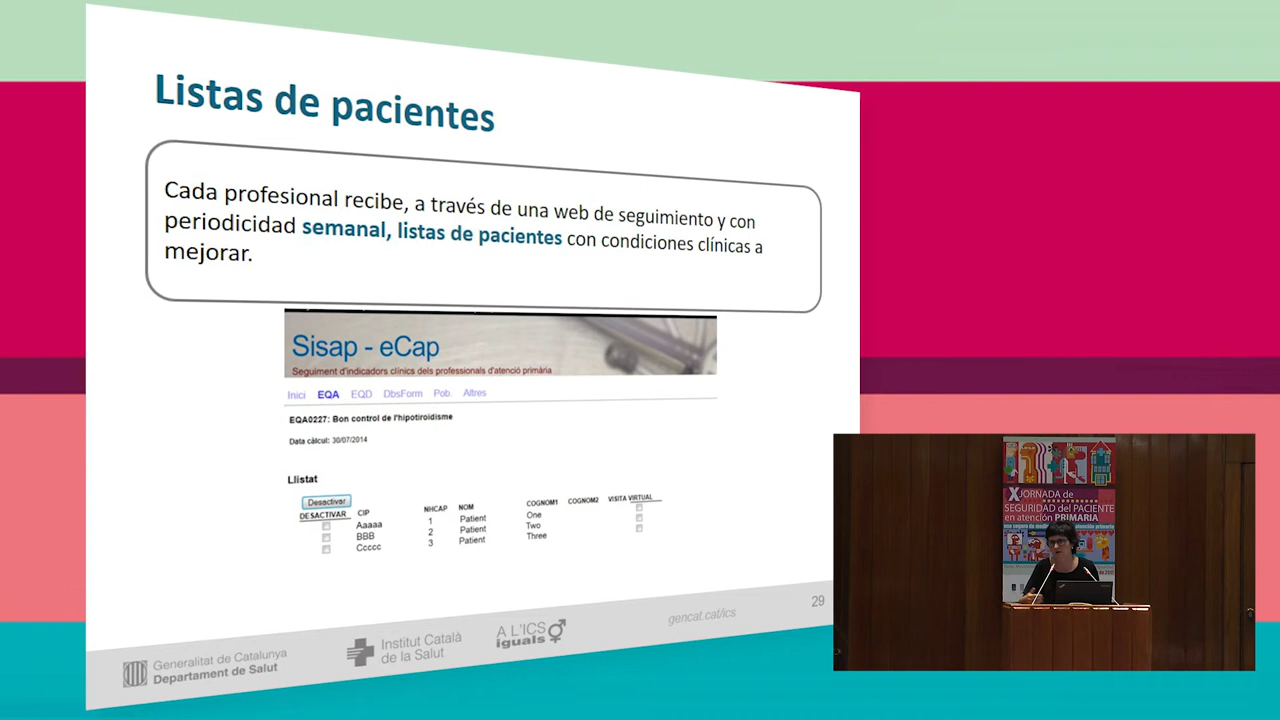 Listas de pacientes
Cada profesional recibe, a través de una web de seguimiento y con
periodicidad semanal, listas de pacientes con condiciones clínicas a
mejorar.
Sisap - eCap
Seguiment d'indicadors clínics dels professionals d'atenció primària
Inici EQA EQD DbsForm Pob. Altres
EQA0227: Bon control de l'hipotiroidisme
Data càlcul: 30/07/2014
Llistat
Desactivar
DESACTIVAR CIP NHCAP NOM COGNOM1 COGNOM2 VISITA VIRTUAL
Aaaaa 1 Patient One
BBB 2 Patient Two
Ccccc 3 Patient Three
29
Generalitat de Catalunya
Departament de Salut
Institut Català
de la Salut
A L'ICS
iguals
gencat.cat/ics
X JORNADA de
SEGURIDAD del PACIENTE
en atención PRIMARIA